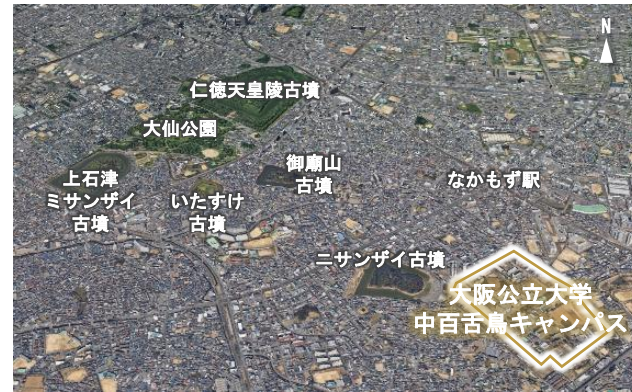 N
仁徳天皇陵古墳
大仙公園
御廟山
古墳
なかもず駅
上石津
ミサンザイ
古墳
いたすけ
古墳
ニサンザイ古墳
大阪公立大学
中百舌鳥キャンパス